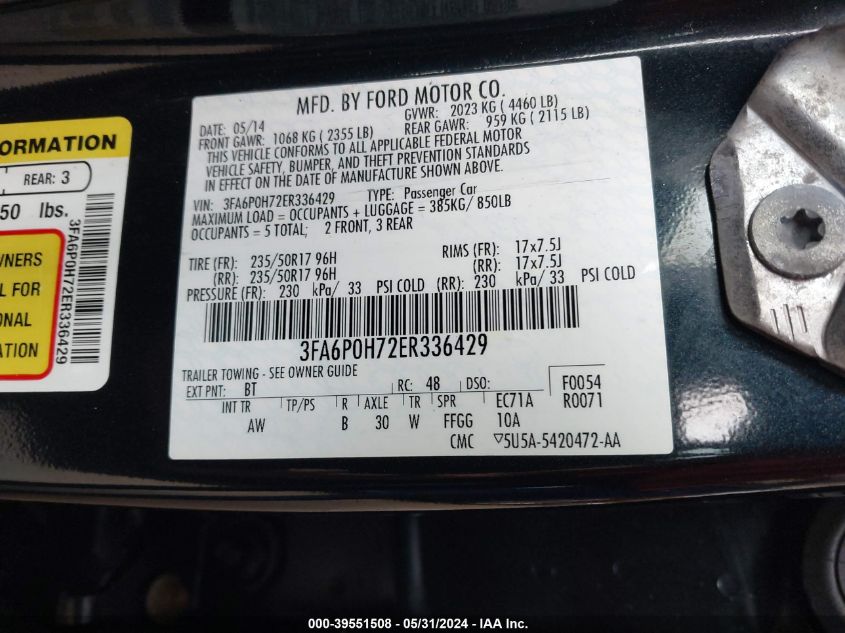 MFD. BY FORD MOTOR CO.
DATE: 05/14
GVWR: 2023 KG ( 4460 LB)
FRONT GAWR: 1068 KG ( 2355 LB)
REAR GAWR: 959 KG ( 2115 LB)
THIS VEHICLE CONFORMS TO ALL APPLICABLE FEDERAL MOTOR
VEHICLE SAFETY, BUMPER, AND THEFT PREVENTION STANDARDS
IN EFFECT ON THE DATE OF MANUFACTURE SHOWN ABOVE.
VIN: 3FA6P0H72ER336429 TYPE: Passenger Car
MAXIMUM LOAD = OCCUPANTS + LUGGAGE = 385KG/ 850LB
OCCUPANTS = 5 TOTAL; 2 FRONT, 3 REAR
TIRE (FR): 235/50R17 96H RIMS (FR): 17x7.5J
(RR): 235/50R17 96H (RR): 17x7.5J
PRESSURE (FR): 230 kPa/ 33 PSI COLD (RR): 230 kPa/ 33 PSI COLD
3FA6P0H72ER336429
TRAILER TOWING - SEE OWNER GUIDE
EXT PNT: BT RC: 48 DSO: F0054
INT TR TP/PS R AXLE TR SPR EC71A R0071
AW B 30 W FFGG 10A
CMC ▽5U5A-5420472-AA
ORMATION
REAR: 3
50 lbs.
WNERS
L FOR
ONAL
3FA6P0H72ER336429
000-39551508 - 05/31/2024 - IAA Inc.